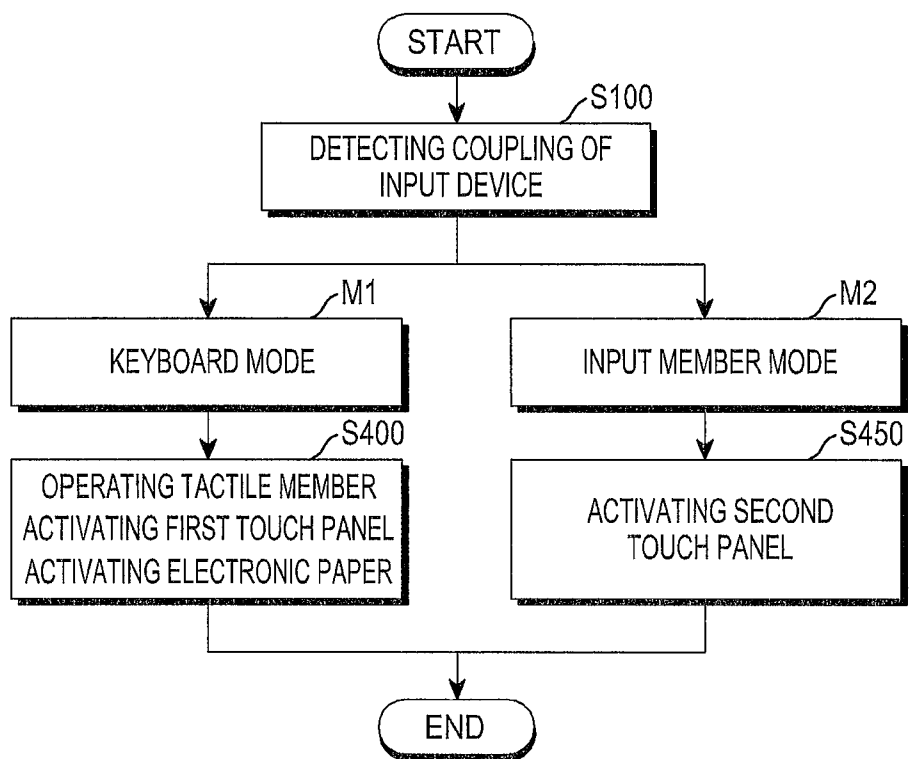 START
S100
DETECTING COUPLING OF
INPUT DEVICE
M1
KEYBOARD MODE
M2
INPUT MEMBER MODE
S400
OPERATING TACTILE MEMBER
ACTIVATING FIRST TOUCH PANEL
ACTIVATING ELECTRONIC PAPER
S450
ACTIVATING SECOND
TOUCH PANEL
END